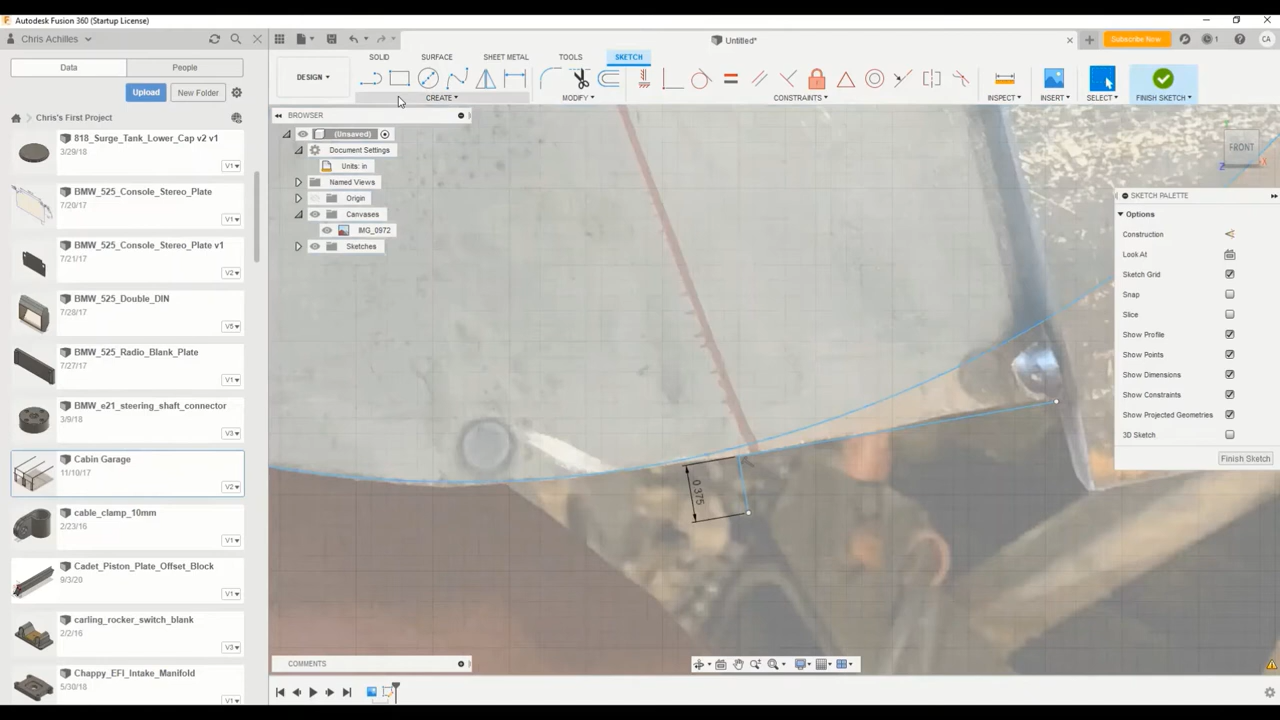 Autodesk Fusion 360 (Startup License)
Chris Achilles
Untitled*
Subscribe Now
1
CA
Data
People
DESIGN
SOLID
SURFACE
SHEET METAL
TOOLS
SKETCH
CREATE
MODIFY
CONSTRAINTS
INSPECT
INSERT
SELECT
FINISH SKETCH
Upload
New Folder
Chris's First Project
818_Surge_Tank_Lower_Cap v2 v1
3/29/18
V1
BMW_525_Console_Stereo_Plate
7/20/17
V1
BMW_525_Console_Stereo_Plate v1
7/21/17
V2
BMW_525_Double_DIN
7/28/17
V5
BMW_525_Radio_Blank_Plate
7/27/17
V1
BMW_e21_steering_shaft_connector
3/9/18
V3
Cabin Garage
11/10/17
V2
cable_clamp_10mm
2/23/16
V6
Cadet_Piston_Plate_Offset_Block
9/3/20
V1
carling_rocker_switch_blank
2/2/16
V3
Chappy_EFI_Intake_Manifold
5/30/18
V1
BROWSER
(Unsaved)
Document Settings
Units: in
Named Views
Origin
Canvases
IMG_0972
Sketches
0.375
FRONT
Z
X
SKETCH PALETTE
Options
Construction
Look At
Sketch Grid
Snap
Slice
Show Profile
Show Points
Show Dimensions
Show Constraints
Show Projected Geometries
3D Sketch
Finish Sketch
COMMENTS